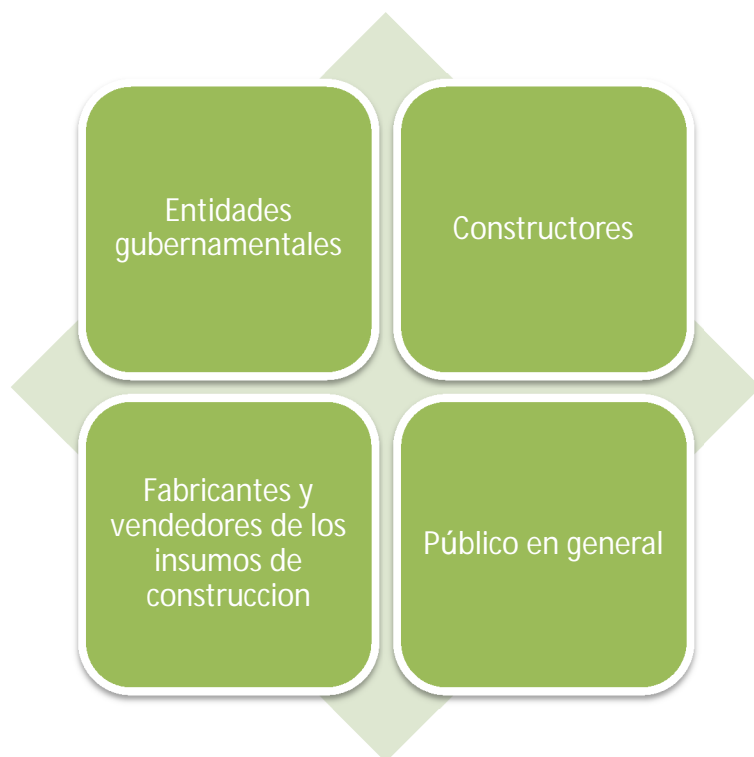 Entidades
gubernamentales
Constructores
Fabricantes y
vendedores de los
insumos de
construccion
Público en general